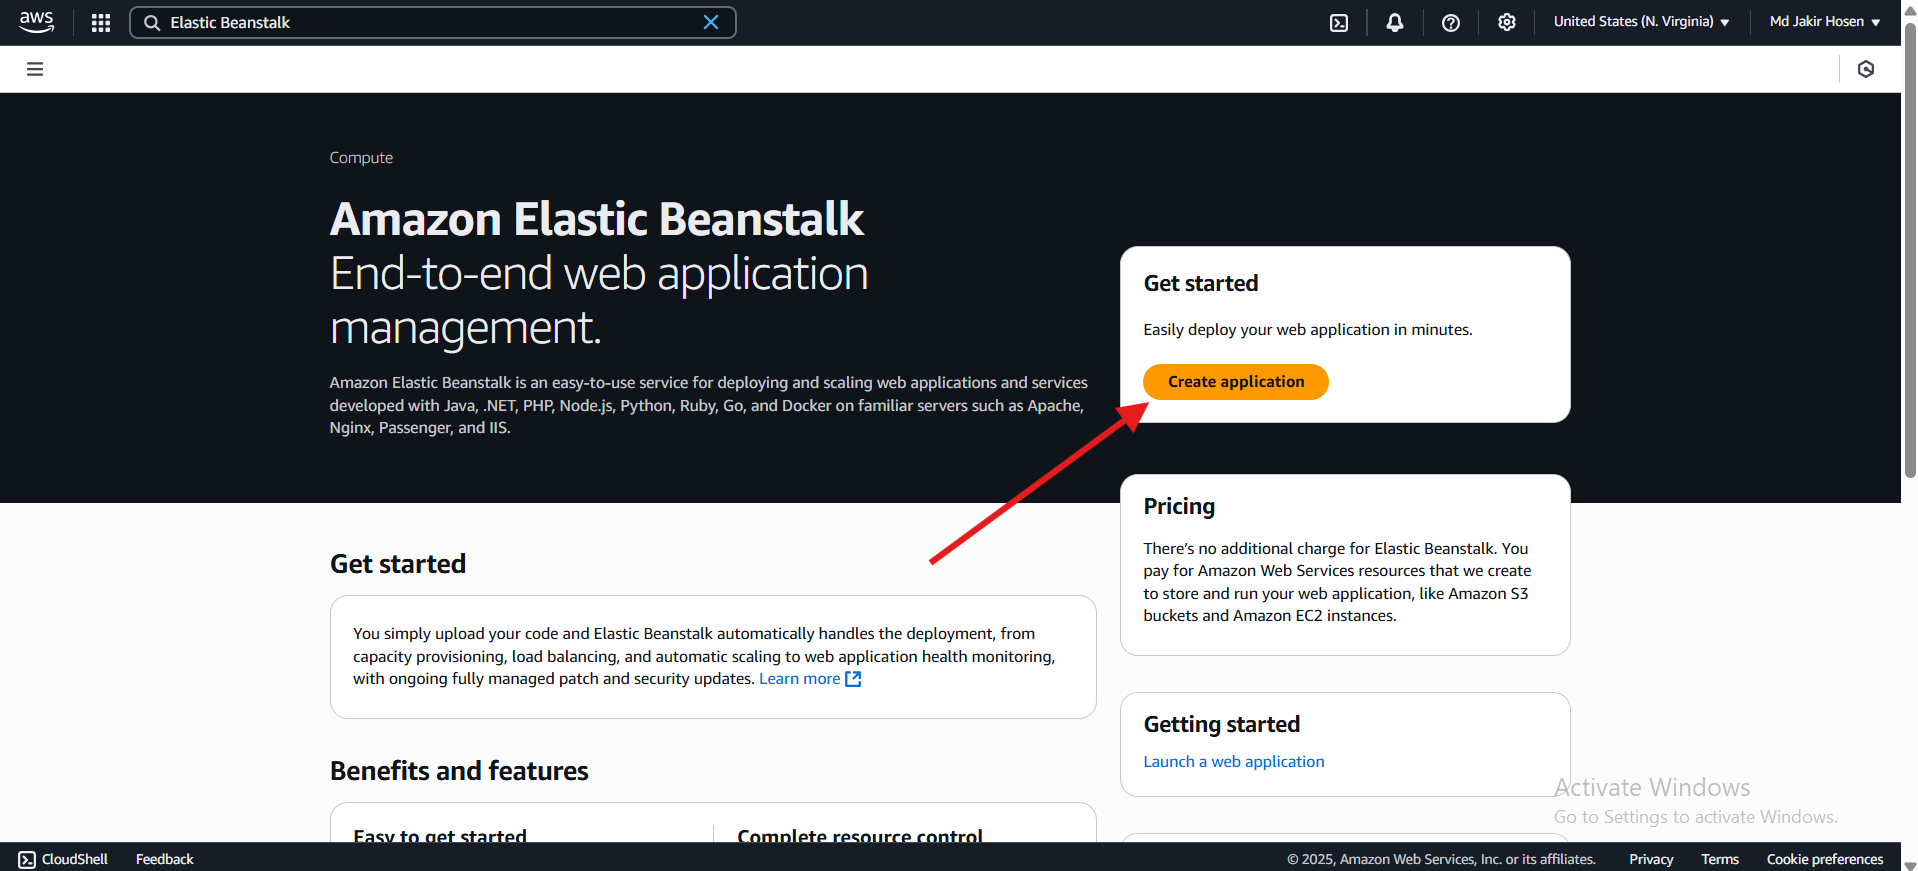 aws
Elastic Beanstalk
United States (N. Virginia)
Md Jakir Hosen
Compute
Amazon Elastic Beanstalk
End-to-end web application
management.
Amazon Elastic Beanstalk is an easy-to-use service for deploying and scaling web applications and services
developed with Java, .NET, PHP, Node.js, Python, Ruby, Go, and Docker on familiar servers such as Apache,
Nginx, Passenger, and IIS.
Get started
Easily deploy your web application in minutes.
Create application
Pricing
There's no additional charge for Elastic Beanstalk. You
pay for Amazon Web Services resources that we create
to store and run your web application, like Amazon S3
buckets and Amazon EC2 instances.
Get started
You simply upload your code and Elastic Beanstalk automatically handles the deployment, from
capacity provisioning, load balancing, and automatic scaling to web application health monitoring,
with ongoing fully managed patch and security updates. Learn more
Getting started
Launch a web application
Benefits and features
Easy to get started
Complete resource control
Activate Windows
Go to Settings to activate Windows.
CloudShell
Feedback
© 2025, Amazon Web Services, Inc. or its affiliates.
Privacy
Terms
Cookie preferences